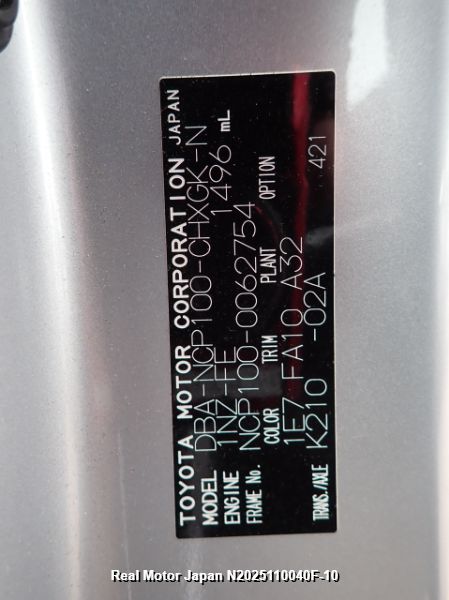 TOYOTA MOTOR CORPORATION JAPAN
MODEL DBA-NCP100-CHXGK-N
ENGINE 1NZ-FE 1496 mL
FRAME No. NCP100-0062754
COLOR TRIM PLANT OPTION
1E7 FA10 A32
TRANS./AXLE K210 -02A 421
Real Motor Japan N2025110040F-10